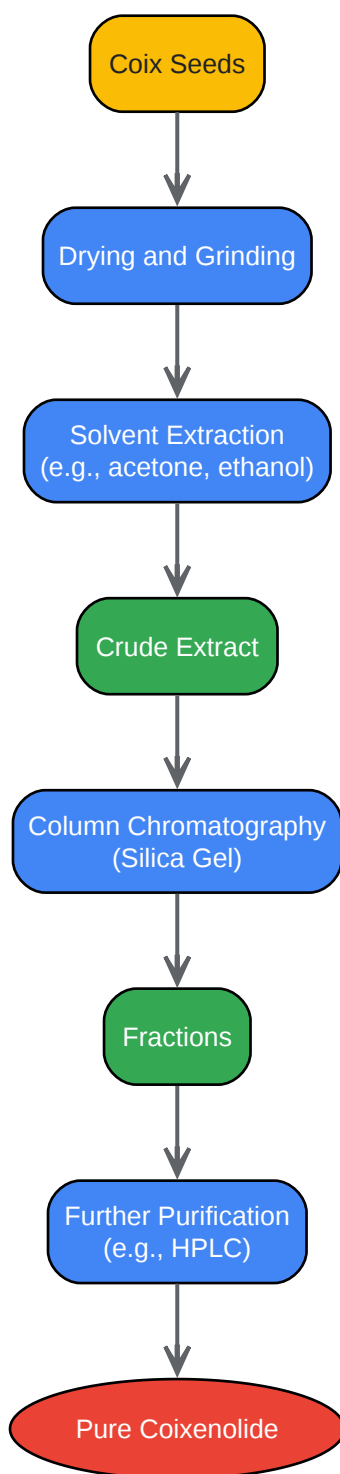 Coix Seeds
Drying and Grinding
Solvent Extraction
(e.g., acetone, ethanol)
Crude Extract
Column Chromatography
(Silica Gel)
Fractions
Further Purification
(e.g., HPLC)
Pure Coixenolide